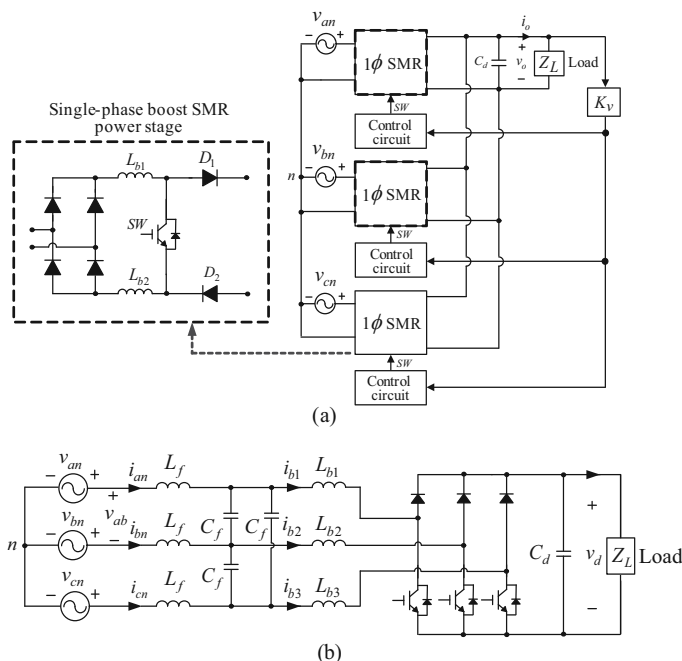 v_an
− +
1ϕ SMR
i_o
C_d
+
v_o
−
Z_L Load
SW
K_v
Control
circuit
Single-phase boost SMR
power stage
L_b1
D_1
SW
L_b2
D_2
v_bn
n − +
1ϕ SMR
SW
Control
circuit
v_cn
− +
1ϕ SMR
SW
Control
circuit
(a)
v_an
− +
i_an
L_f
i_b1
L_b1
+
v_ab
−
C_f
C_f
v_bn
n − +
i_bn
L_f
i_b2
L_b2
C_f
v_cn
− +
i_cn
L_f
i_b3
L_b3
C_d
+
v_d
−
Z_L Load
(b)